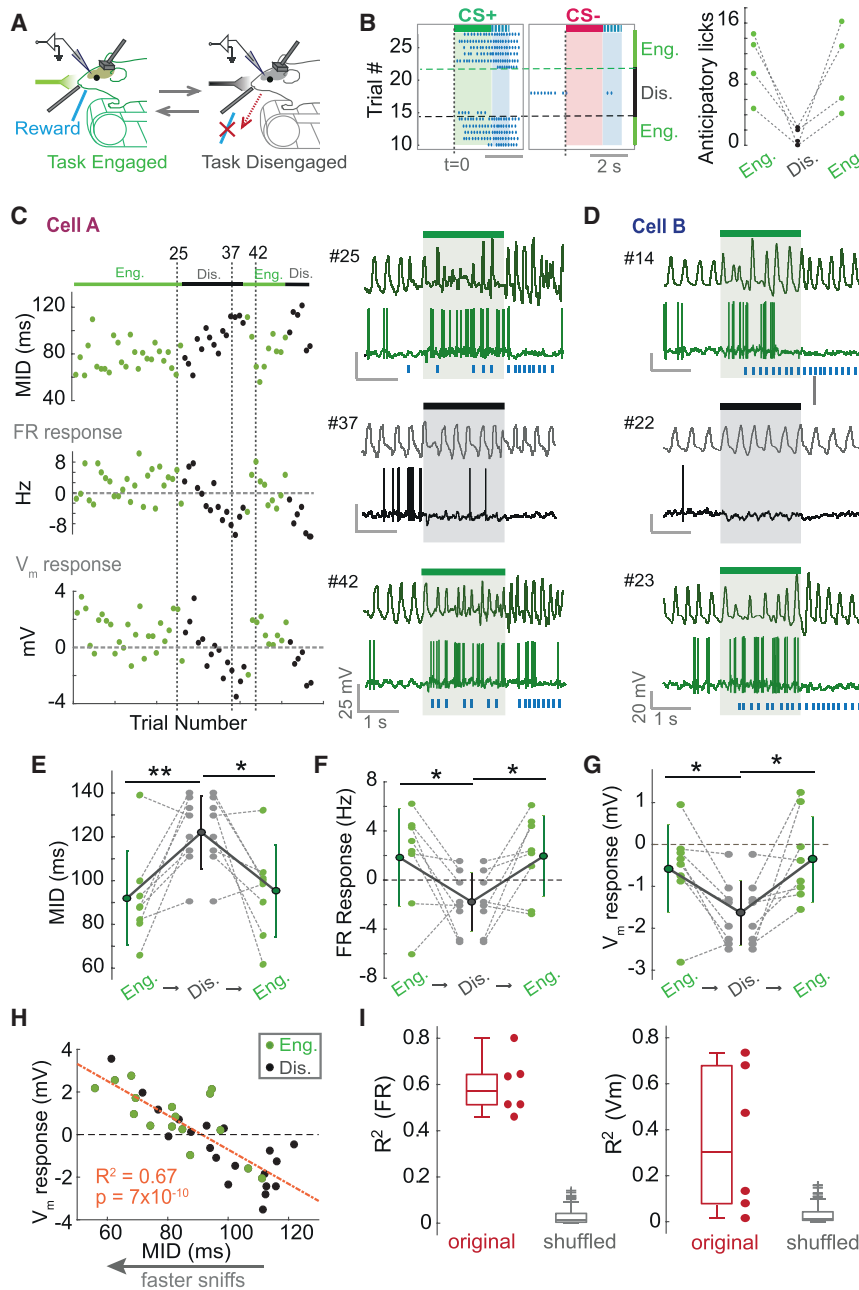 A
Reward
Task Engaged
Task Disengaged
B
CS+
CS-
Trial #
25
20
15
10
Eng.
Dis.
Eng.
t=0
2 s
Anticipatory licks
16
8
0
Eng.
Dis.
Eng.
C
Cell A
25
37
42
Eng.
Dis.
Eng.
Dis.
MID (ms)
120
80
40
FR response
Hz
8
0
-8
Vm response
mV
4
0
-4
Trial Number
#25
#37
#42
25 mV
1 s
D
Cell B
#14
#22
#23
20 mV
1 s
E
**
*
MID (ms)
140
120
100
80
60
Eng. → Dis. → Eng.
F
*
*
FR Response (Hz)
8
4
0
-4
-8
Eng. → Dis. → Eng.
G
*
*
Vm response (mV)
1
0
-1
-2
-3
Eng. → Dis. → Eng.
H
Eng.
Dis.
Vm response (mV)
4
2
0
-2
-4
R² = 0.67
p = 7x10⁻¹⁰
60
80
100
120
MID (ms)
faster sniffs
I
R² (FR)
0.8
0.6
0.4
0.2
0
original
shuffled
R² (Vm)
0.8
0.6
0.4
0.2
0
original
shuffled